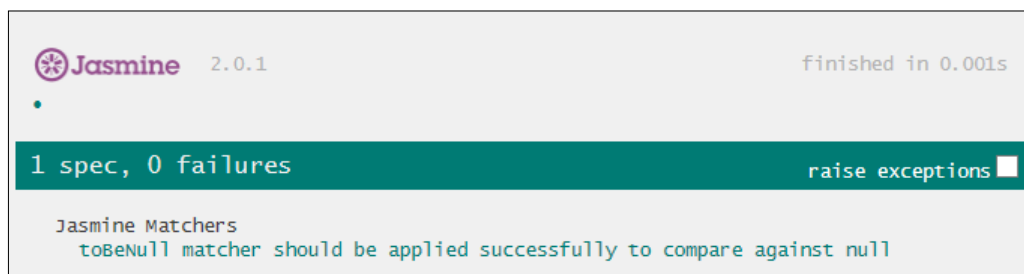 Jasmine 2.0.1 finished in 0.001s
1 spec, 0 failures raise exceptions
Jasmine Matchers
toBeNull matcher should be applied successfully to compare against null